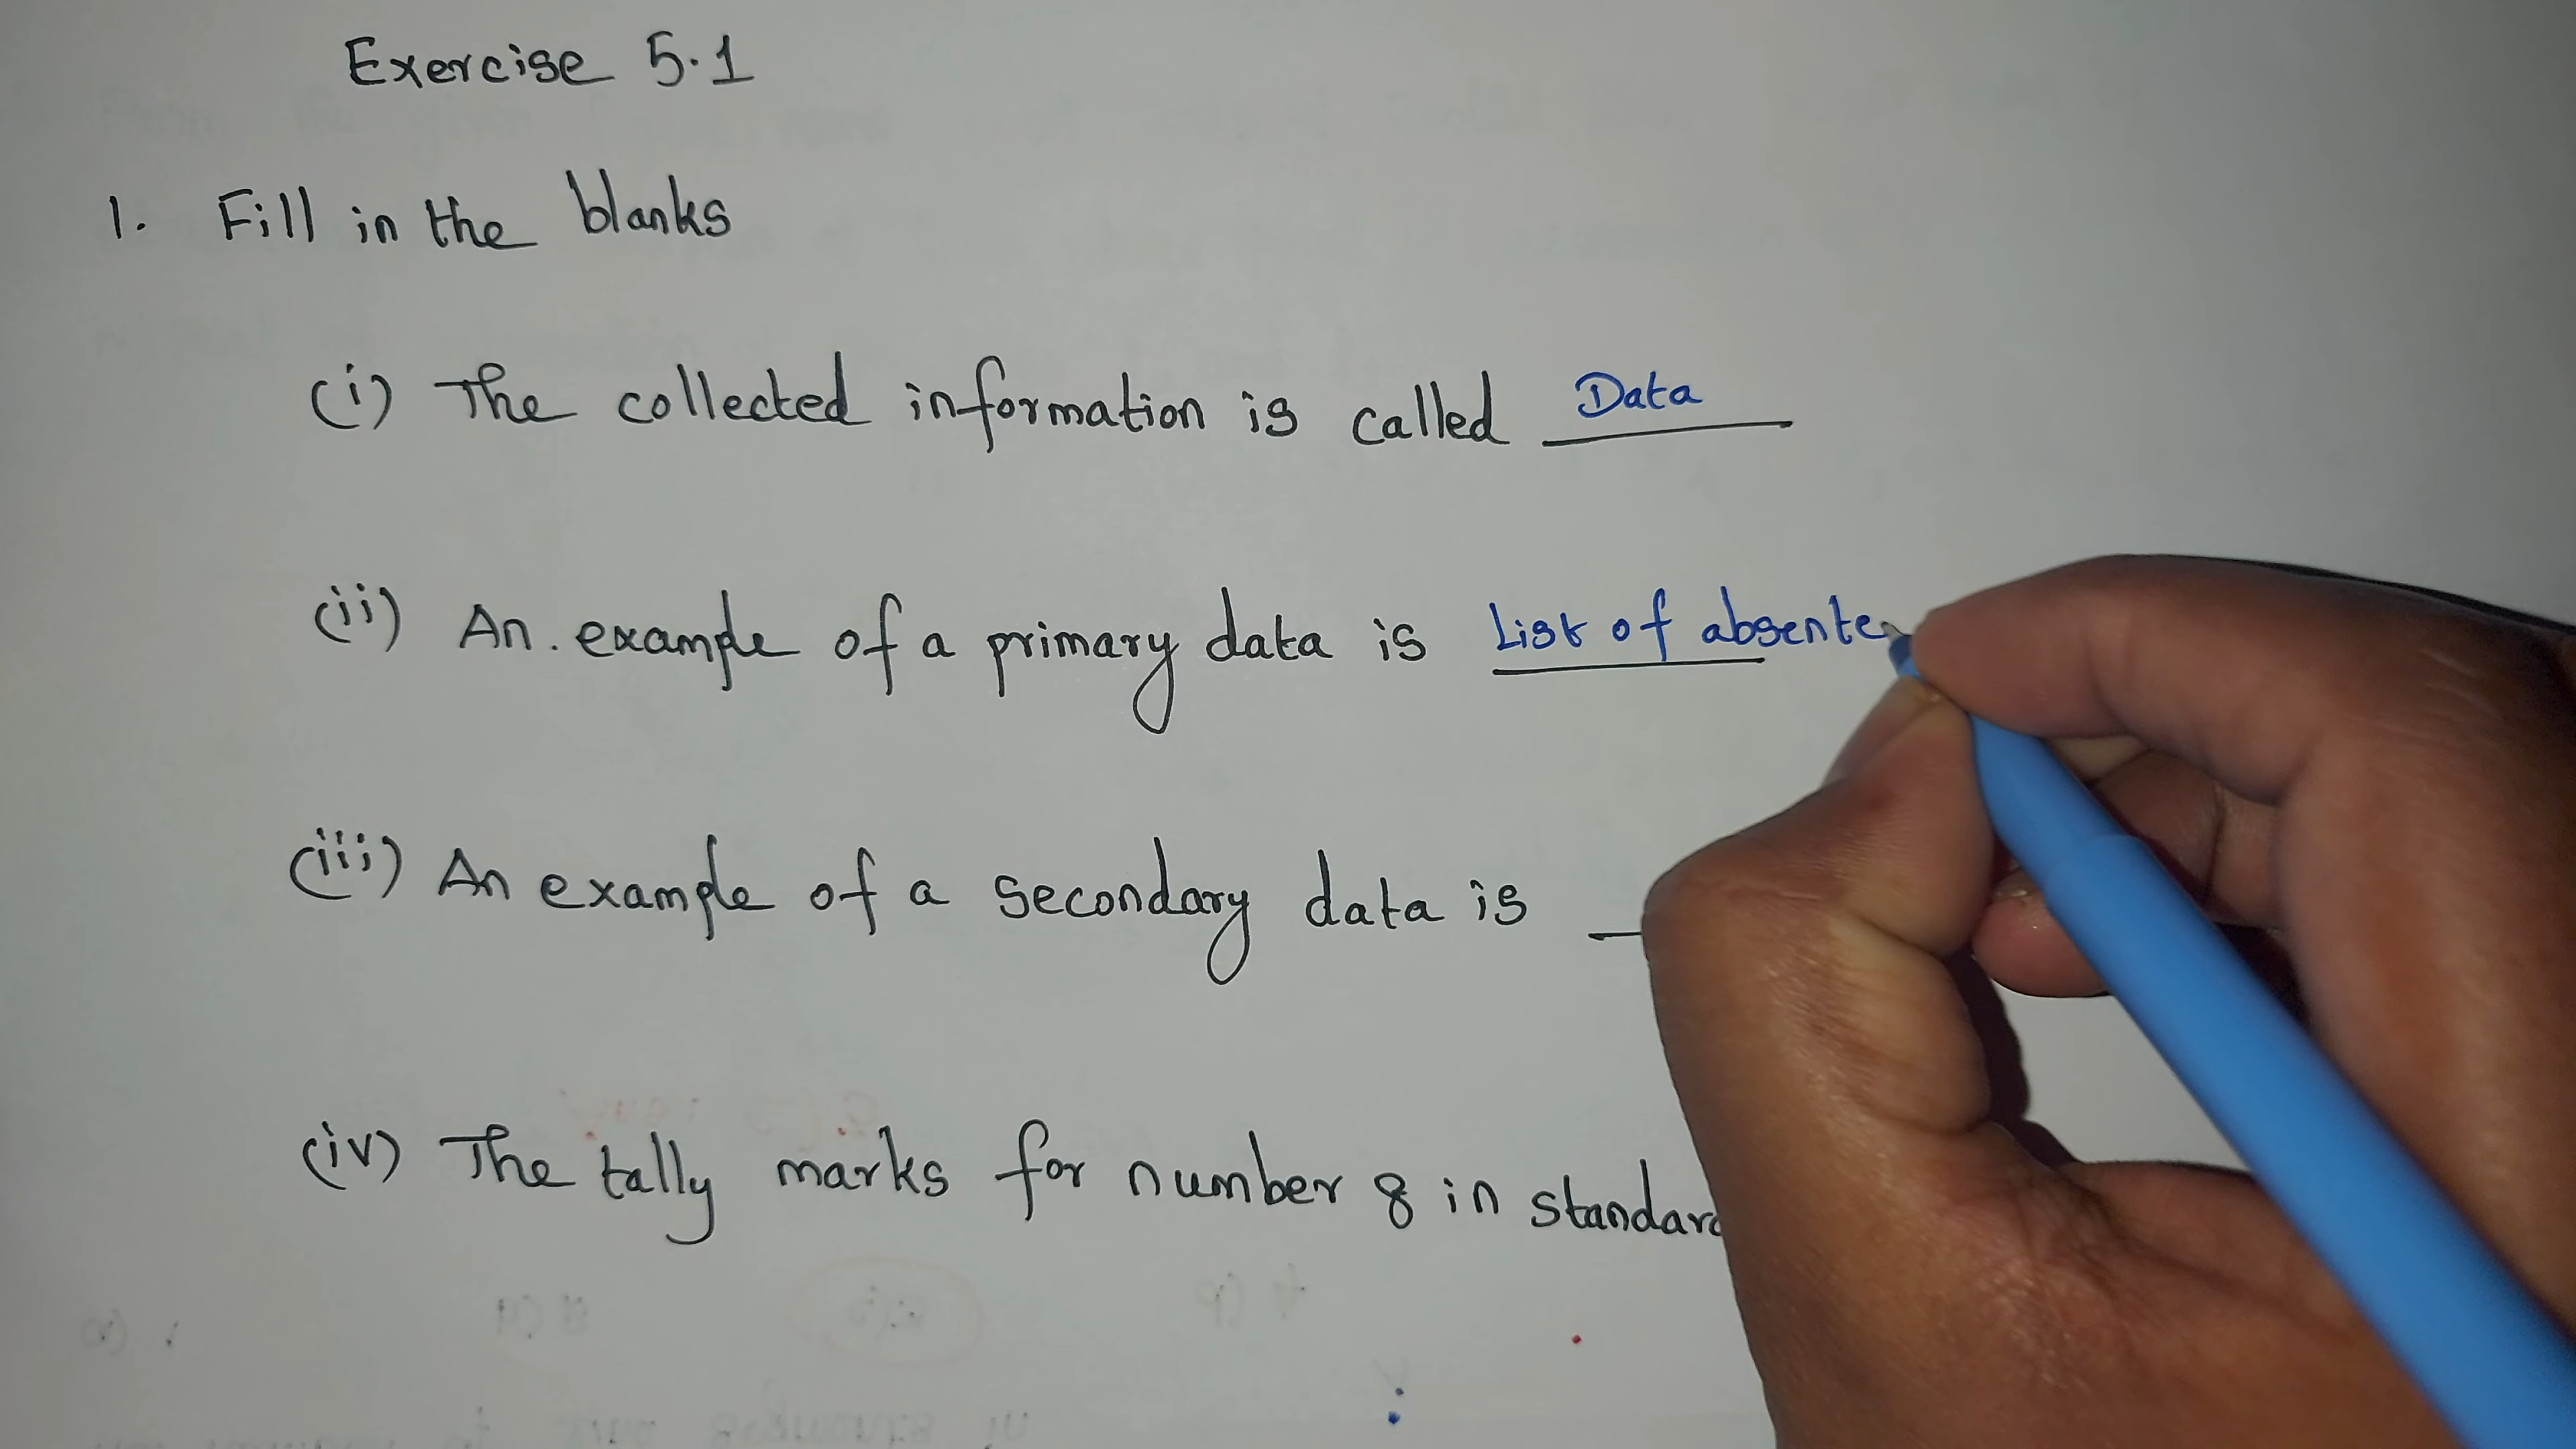 Exercise 5.1
1. Fill in the blanks
(i) The collected information is called Data
(ii) An. example of a primary data is List of absente
(iii) An example of a secondary data is
(iv) The tally marks for number 8 in standard